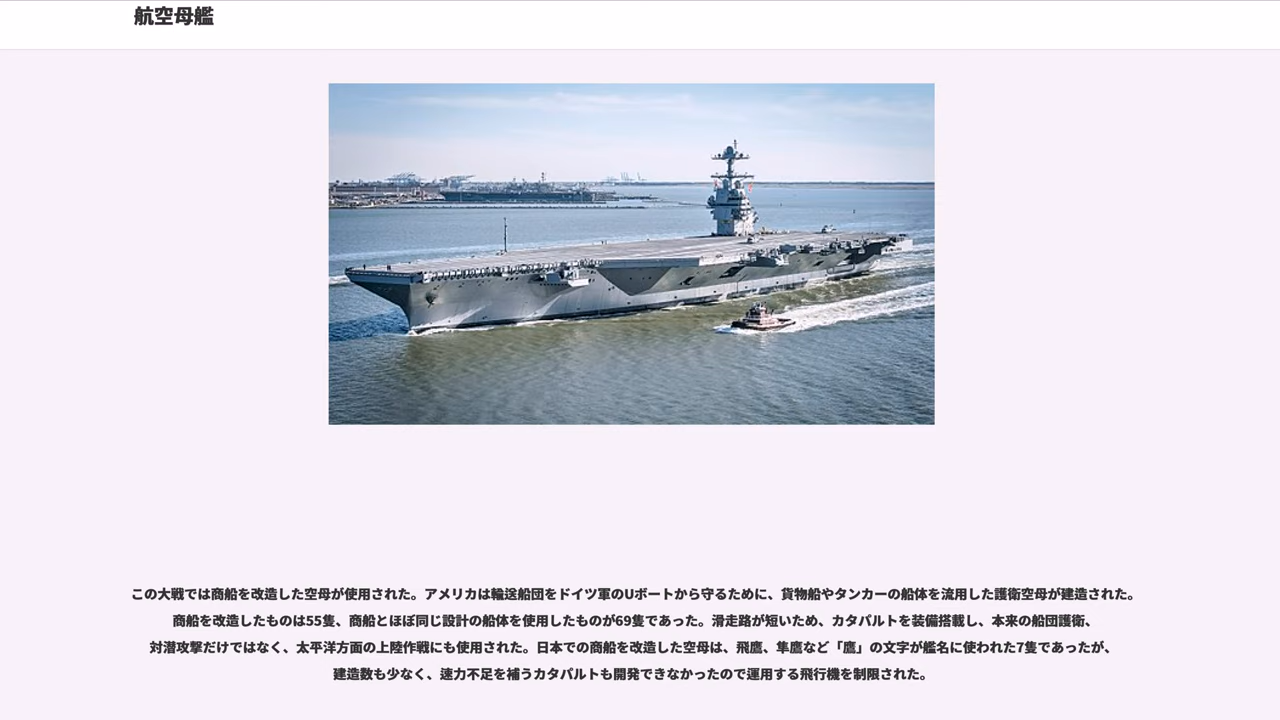 航空母艦
この大戦では商船を改造した空母が使用された。アメリカは輸送船団をドイツ軍のUボートから守るために、貨物船やタンカーの船体を流用した護衛空母が建造された。
商船を改造したものは55隻、商船とほぼ同じ設計の船体を使用したものが69隻であった。滑走路が短いため、カタパルトを装備搭載し、本来の船団護衛、
対潜攻撃だけではなく、太平洋方面の上陸作戦にも使用された。日本での商船を改造した空母は、飛鷹、隼鷹など「鷹」の文字が艦名に使われた7隻であったが、
建造数も少なく、速力不足を補うカタパルトも開発できなかったので運用する飛行機を制限された。